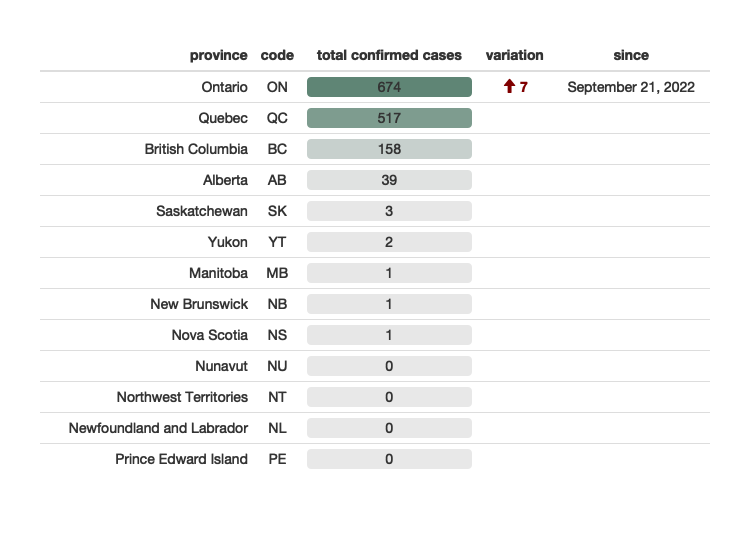 province code total confirmed cases variation since
Ontario ON 674 7 September 21, 2022
Quebec QC 517
British Columbia BC 158
Alberta AB 39
Saskatchewan SK 3
Yukon YT 2
Manitoba MB 1
New Brunswick NB 1
Nova Scotia NS 1
Nunavut NU 0
Northwest Territories NT 0
Newfoundland and Labrador NL 0
Prince Edward Island PE 0